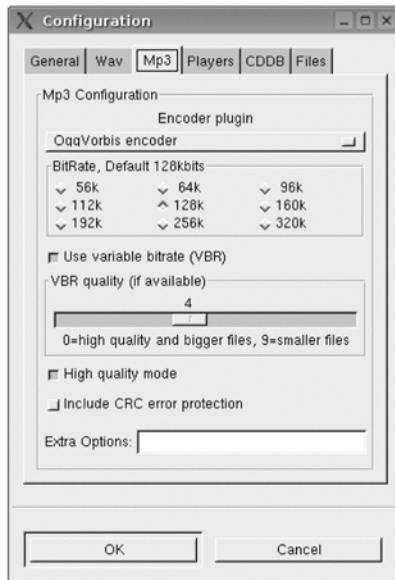 Configuration
General Wav Mp3 Players CDDB Files
Mp3 Configuration
Encoder plugin
OggVorbis encoder
BitRate, Default 128kbits
56k 64k 96k
112k 128k 160k
192k 256k 320k
Use variable bitrate (VBR)
VBR quality (if available)
4
0=high quality and bigger files, 9=smaller files
High quality mode
Include CRC error protection
Extra Options:
OK Cancel